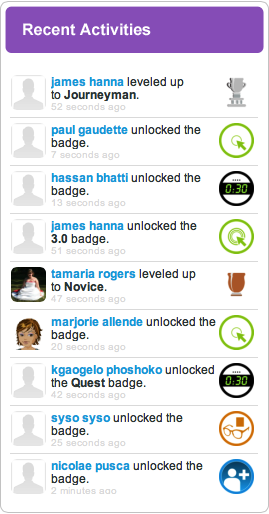 Recent Activities
james hanna leveled up
to Journeyman.
52 seconds ago
paul gaudette unlocked the
badge.
7 seconds ago
hassan bhatti unlocked the
badge.
0:30
13 seconds ago
james hanna unlocked the
3.0 badge.
51 seconds ago
tamaria rogers leveled up
to Novice.
47 seconds ago
marjorie allende unlocked the
badge.
20 seconds ago
kgaogelo phoshoko unlocked
the Quest badge.
0:30
42 seconds ago
syso syso unlocked the
badge.
25 seconds ago
nicolae pusca unlocked the
badge.
2 minutes ago